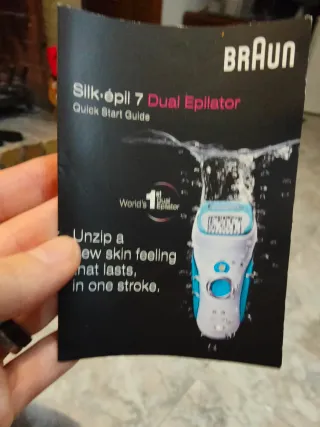 BRAUN
Silk·épil 7 Dual Epilator
Quick Start Guide
World's 1st Dual Epilator
Unzip a
new skin feeling
that lasts,
in one stroke.